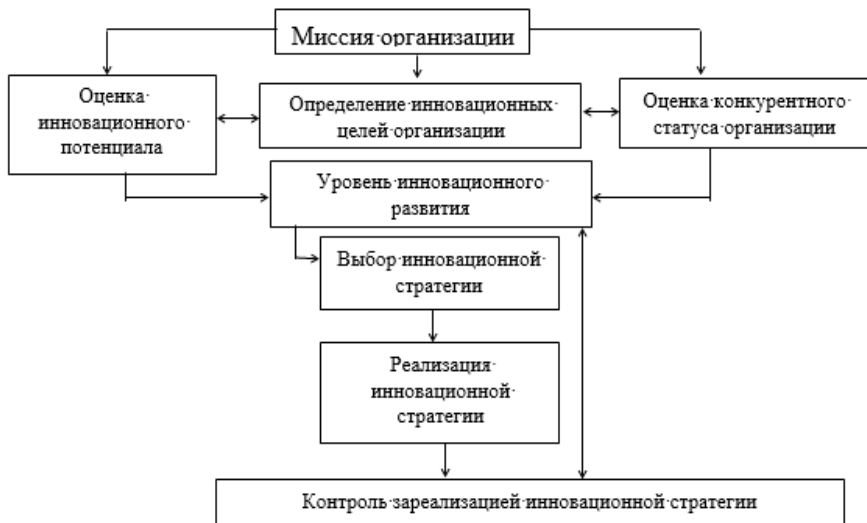 Миссия организации
Оценка
инновационного
потенциала
Определение инновационных
целей организации
Оценка конкурентного
статуса организации
Уровень инновационного
развития
Выбор инновационной
стратегии
Реализация
инновационной
стратегии
Контроль зареализацией инновационной стратегии